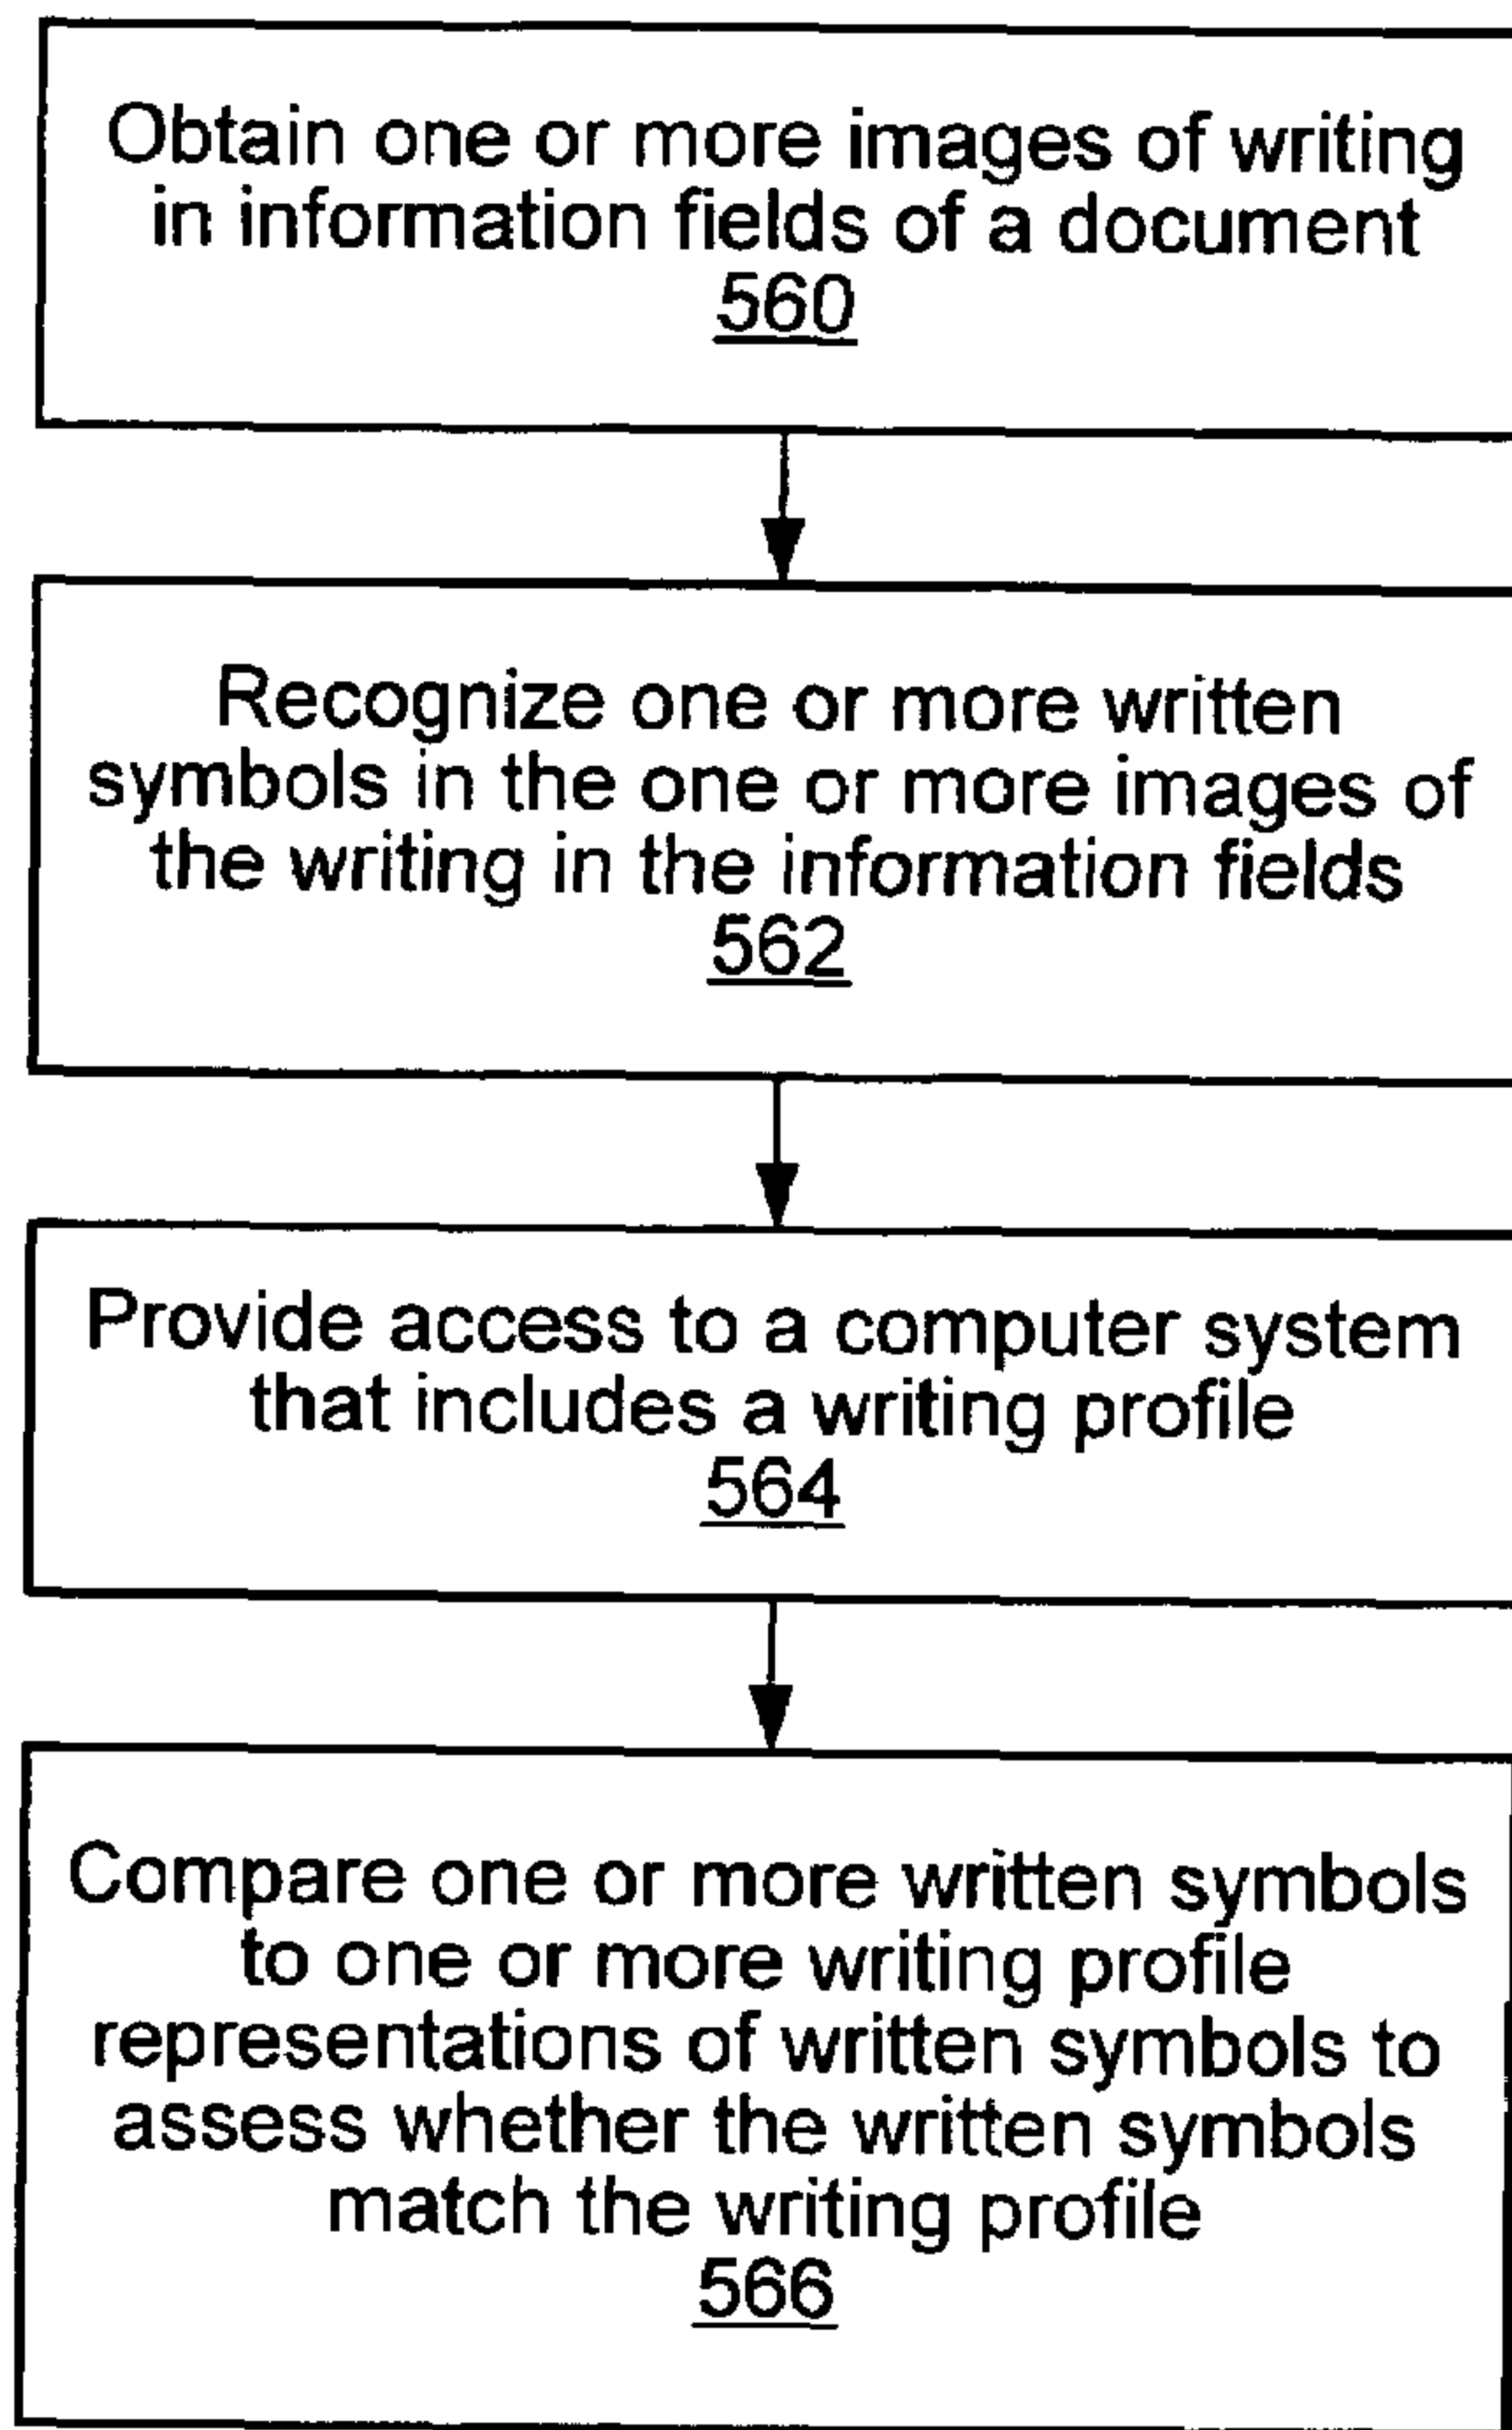 Obtain one or more images of writing
in information fields of a document
560
Recognize one or more written
symbols in the one or more images of
the writing in the information fields
562
Provide access to a computer system
that includes a writing profile
564
Compare one or more written symbols
to one or more writing profile
representations of written symbols to
assess whether the written symbols
match the writing profile
566